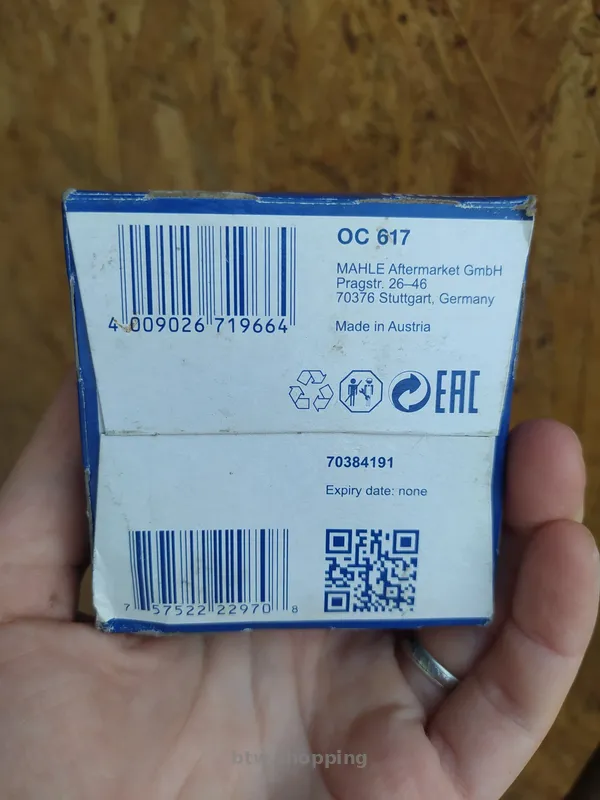 OC 617
MAHLE Aftermarket GmbH
Pragstr. 26–46
70376 Stuttgart, Germany
Made in Austria
4 009026 719664
EAC
70384191
Expiry date: none
7 57522 22970 8